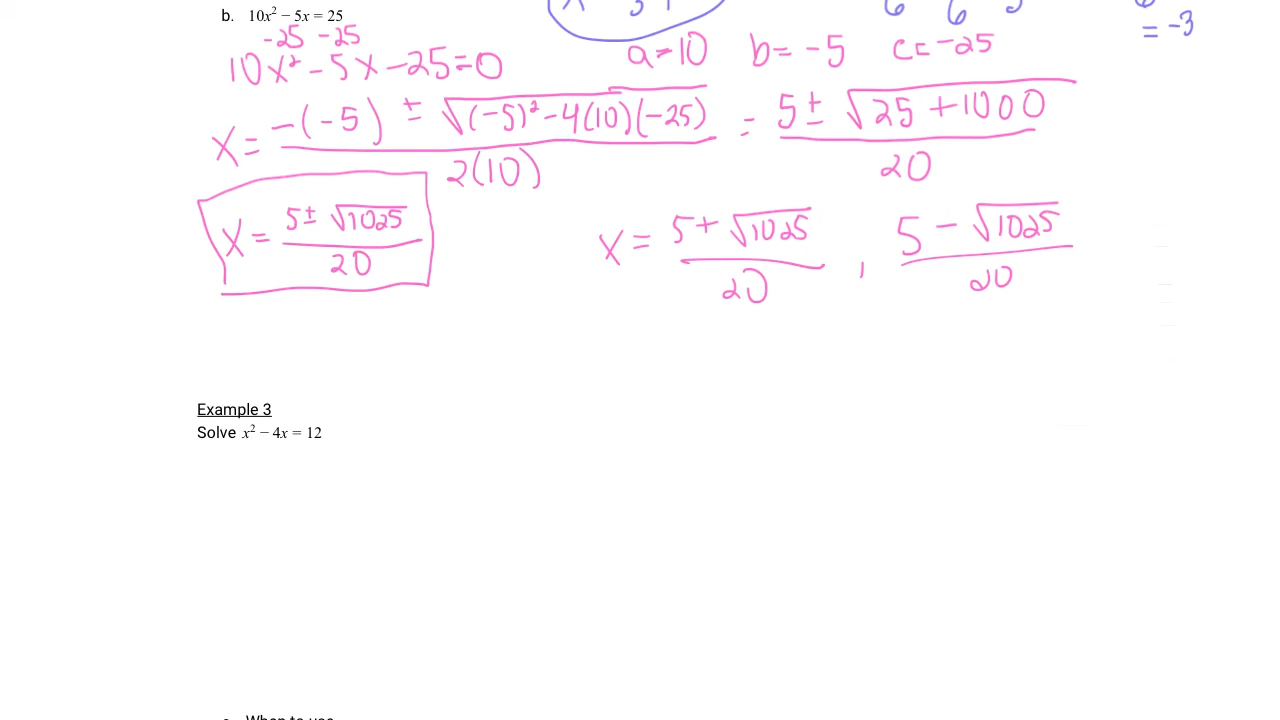 b. 10x² − 5x = 25
-25 -25
= -3
10x² - 5x - 25 = 0
a = 10 b = -5 c = -25
x = (-(-5) ± √((-5)² - 4(10)(-25))) / 2(10) = (5 ± √(25 + 1000)) / 20
x = (5 ± √1025) / 20
x = (5 + √1025) / 20 , (5 - √1025) / 20
Example 3
Solve x² − 4x = 12